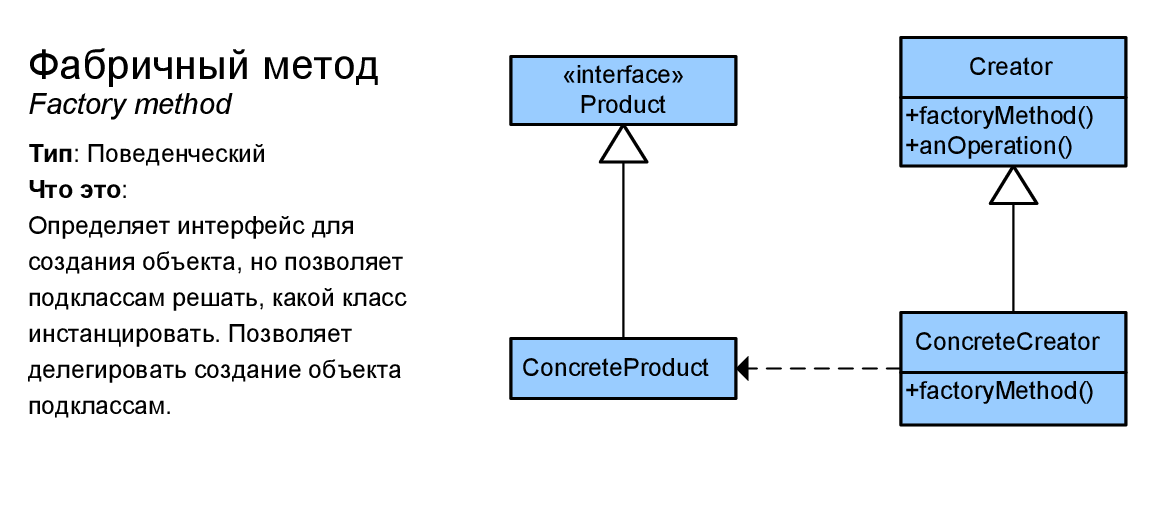 Фабричный метод
Factory method
Тип: Поведенческий
Что это:
Определяет интерфейс для
создания объекта, но позволяет
подклассам решать, какой класс
инстанцировать. Позволяет
делегировать создание объекта
подклассам.
«interface»
Product
ConcreteProduct
Creator
+factoryMethod()
+anOperation()
ConcreteCreator
+factoryMethod()